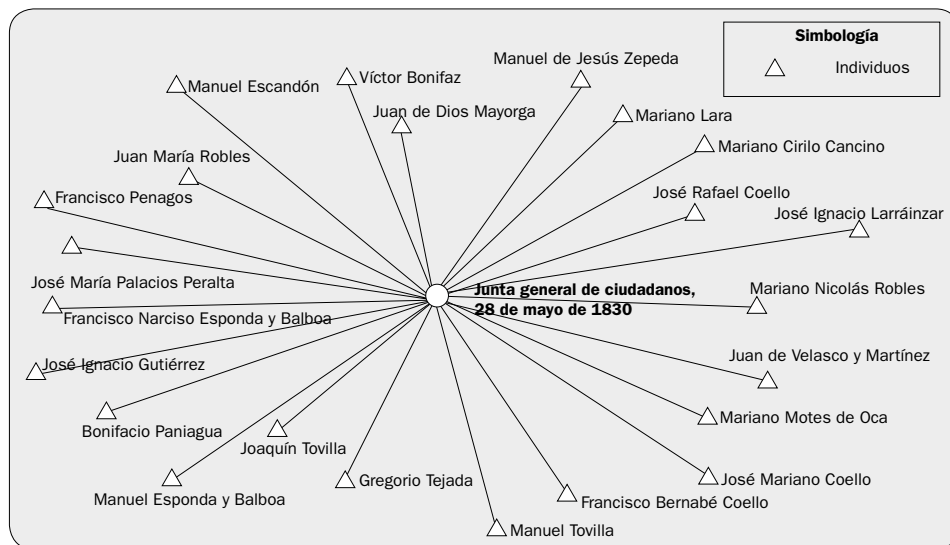 Simbología
Individuos
Manuel de Jesús Zepeda
Víctor Bonifaz
Manuel Escandón
Juan de Dios Mayorga
Mariano Lara
Mariano Cirilo Cancino
Juan María Robles
Francisco Penagos
José Rafael Coello
José Ignacio Larráinzar
José María Palacios Peralta
Junta general de ciudadanos,
28 de mayo de 1830
Mariano Nicolás Robles
Francisco Narciso Esponda y Balboa
José Ignacio Gutiérrez
Juan de Velasco y Martínez
Mariano Motes de Oca
Bonifacio Paniagua
Joaquín Tovilla
Gregorio Tejada
José Mariano Coello
Manuel Esponda y Balboa
Francisco Bernabé Coello
Manuel Tovilla